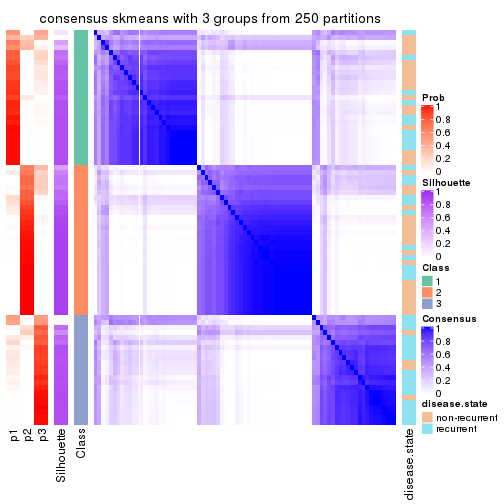 consensus skmeans with 3 groups from 250 partitions
Prob
1
0.8
0.6
0.4
0.2
0
Silhouette
1
0.8
0.6
0.4
0.2
0
Class
1
2
3
Consensus
1
0.8
0.6
0.4
0.2
0
disease.state
non-recurrent
recurrent
p1
p2
p3
Silhouette
Class
disease.state